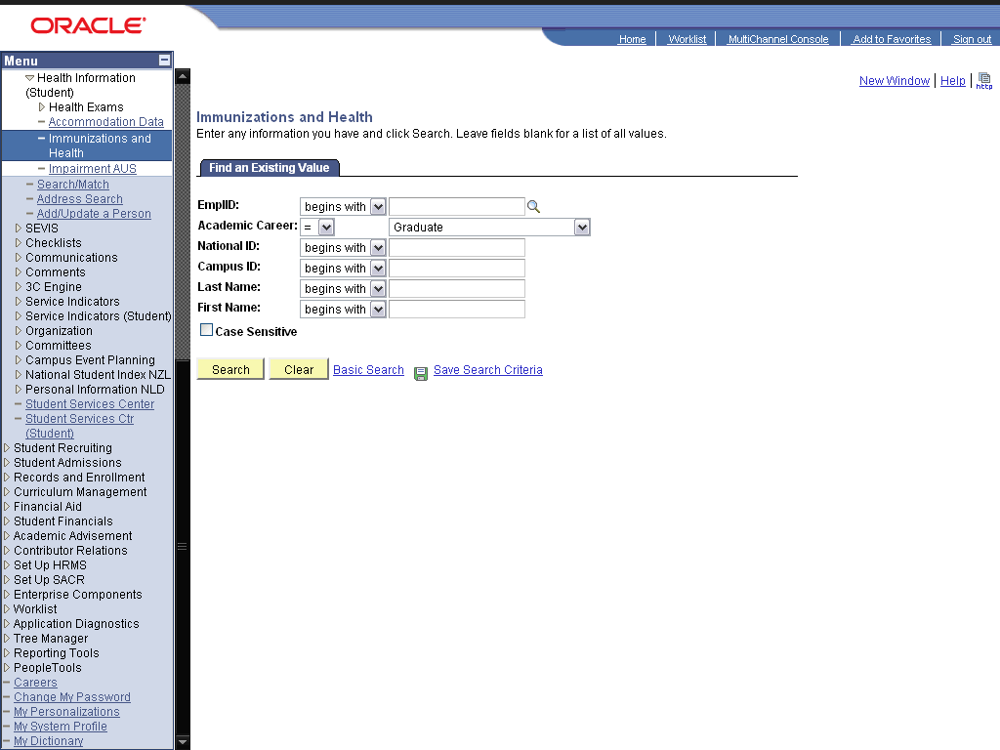 ORACLE
Home
Worklist
MultiChannel Console
Add to Favorites
Sign out
Menu
Health Information
(Student)
Health Exams
Accommodation Data
Immunizations and
Health
Impairment AUS
Search/Match
Address Search
Add/Update a Person
SEVIS
Checklists
Communications
Comments
3C Engine
Service Indicators
Service Indicators (Student)
Organization
Committees
Campus Event Planning
National Student Index NZL
Personal Information NLD
Student Services Center
Student Services Ctr
(Student)
Student Recruiting
Student Admissions
Records and Enrollment
Curriculum Management
Financial Aid
Student Financials
Academic Advisement
Contributor Relations
Set Up HRMS
Set Up SACR
Enterprise Components
Worklist
Application Diagnostics
Tree Manager
Reporting Tools
PeopleTools
Careers
Change My Password
My Personalizations
My System Profile
My Dictionary
New Window | Help | http
Immunizations and Health
Enter any information you have and click Search. Leave fields blank for a list of all values.
Find an Existing Value
EmplID: begins with
Academic Career: = Graduate
National ID: begins with
Campus ID: begins with
Last Name: begins with
First Name: begins with
Case Sensitive
Search Clear Basic Search Save Search Criteria